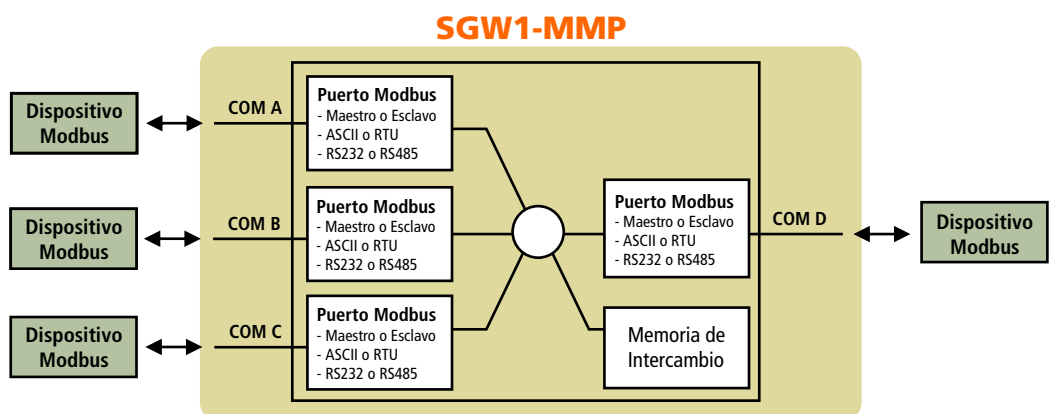 SGW1-MMP
Dispositivo
Modbus
COM A
Puerto Modbus
- Maestro o Esclavo
- ASCII o RTU
- RS232 o RS485
Dispositivo
Modbus
COM B
Puerto Modbus
- Maestro o Esclavo
- ASCII o RTU
- RS232 o RS485
Dispositivo
Modbus
COM C
Puerto Modbus
- Maestro o Esclavo
- ASCII o RTU
- RS232 o RS485
Puerto Modbus
- Maestro o Esclavo
- ASCII o RTU
- RS232 o RS485
COM D
Dispositivo
Modbus
Memoria de
Intercambio